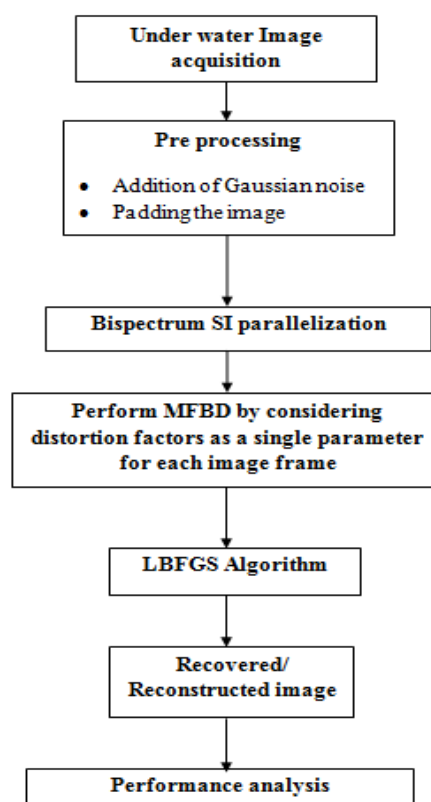 Under water Image
acquisition
Pre processing
• Addition of Gaussian noise
• Padding the image
Bispectrum SI parallelization
Perform MFBD by considering
distortion factors as a single parameter
for each image frame
LBFGS Algorithm
Recovered/
Reconstructed image
Performance analysis